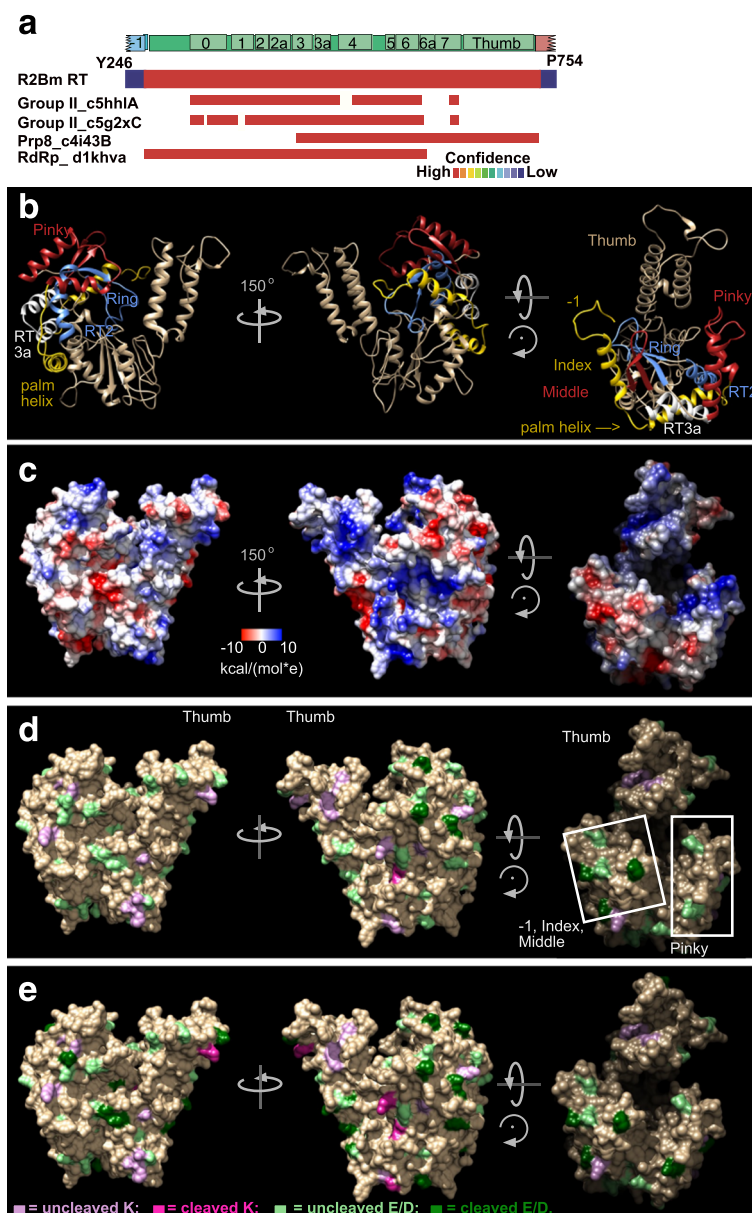 a
-1 0 1 2 2a 3 3a 4 5 6 6a 7 Thumb
Y246 P754
R2Bm RT
Group II_c5hhlA
Group II_c5g2xC
Prp8_c4i43B
RdRp_ d1khva
Confidence
High Low
b
Pinky
Ring
RT2
RT
3a
palm
helix
150°
Thumb
-1
Pinky
Ring
Index
Middle
RT2
palm helix —>
RT3a
c
150°
-10 0 10
kcal/(mol*e)
d
Thumb
Thumb
Thumb
-1, Index,
Middle
Pinky
e
= uncleaved K; = cleaved K; = uncleaved E/D; = cleaved E/D;